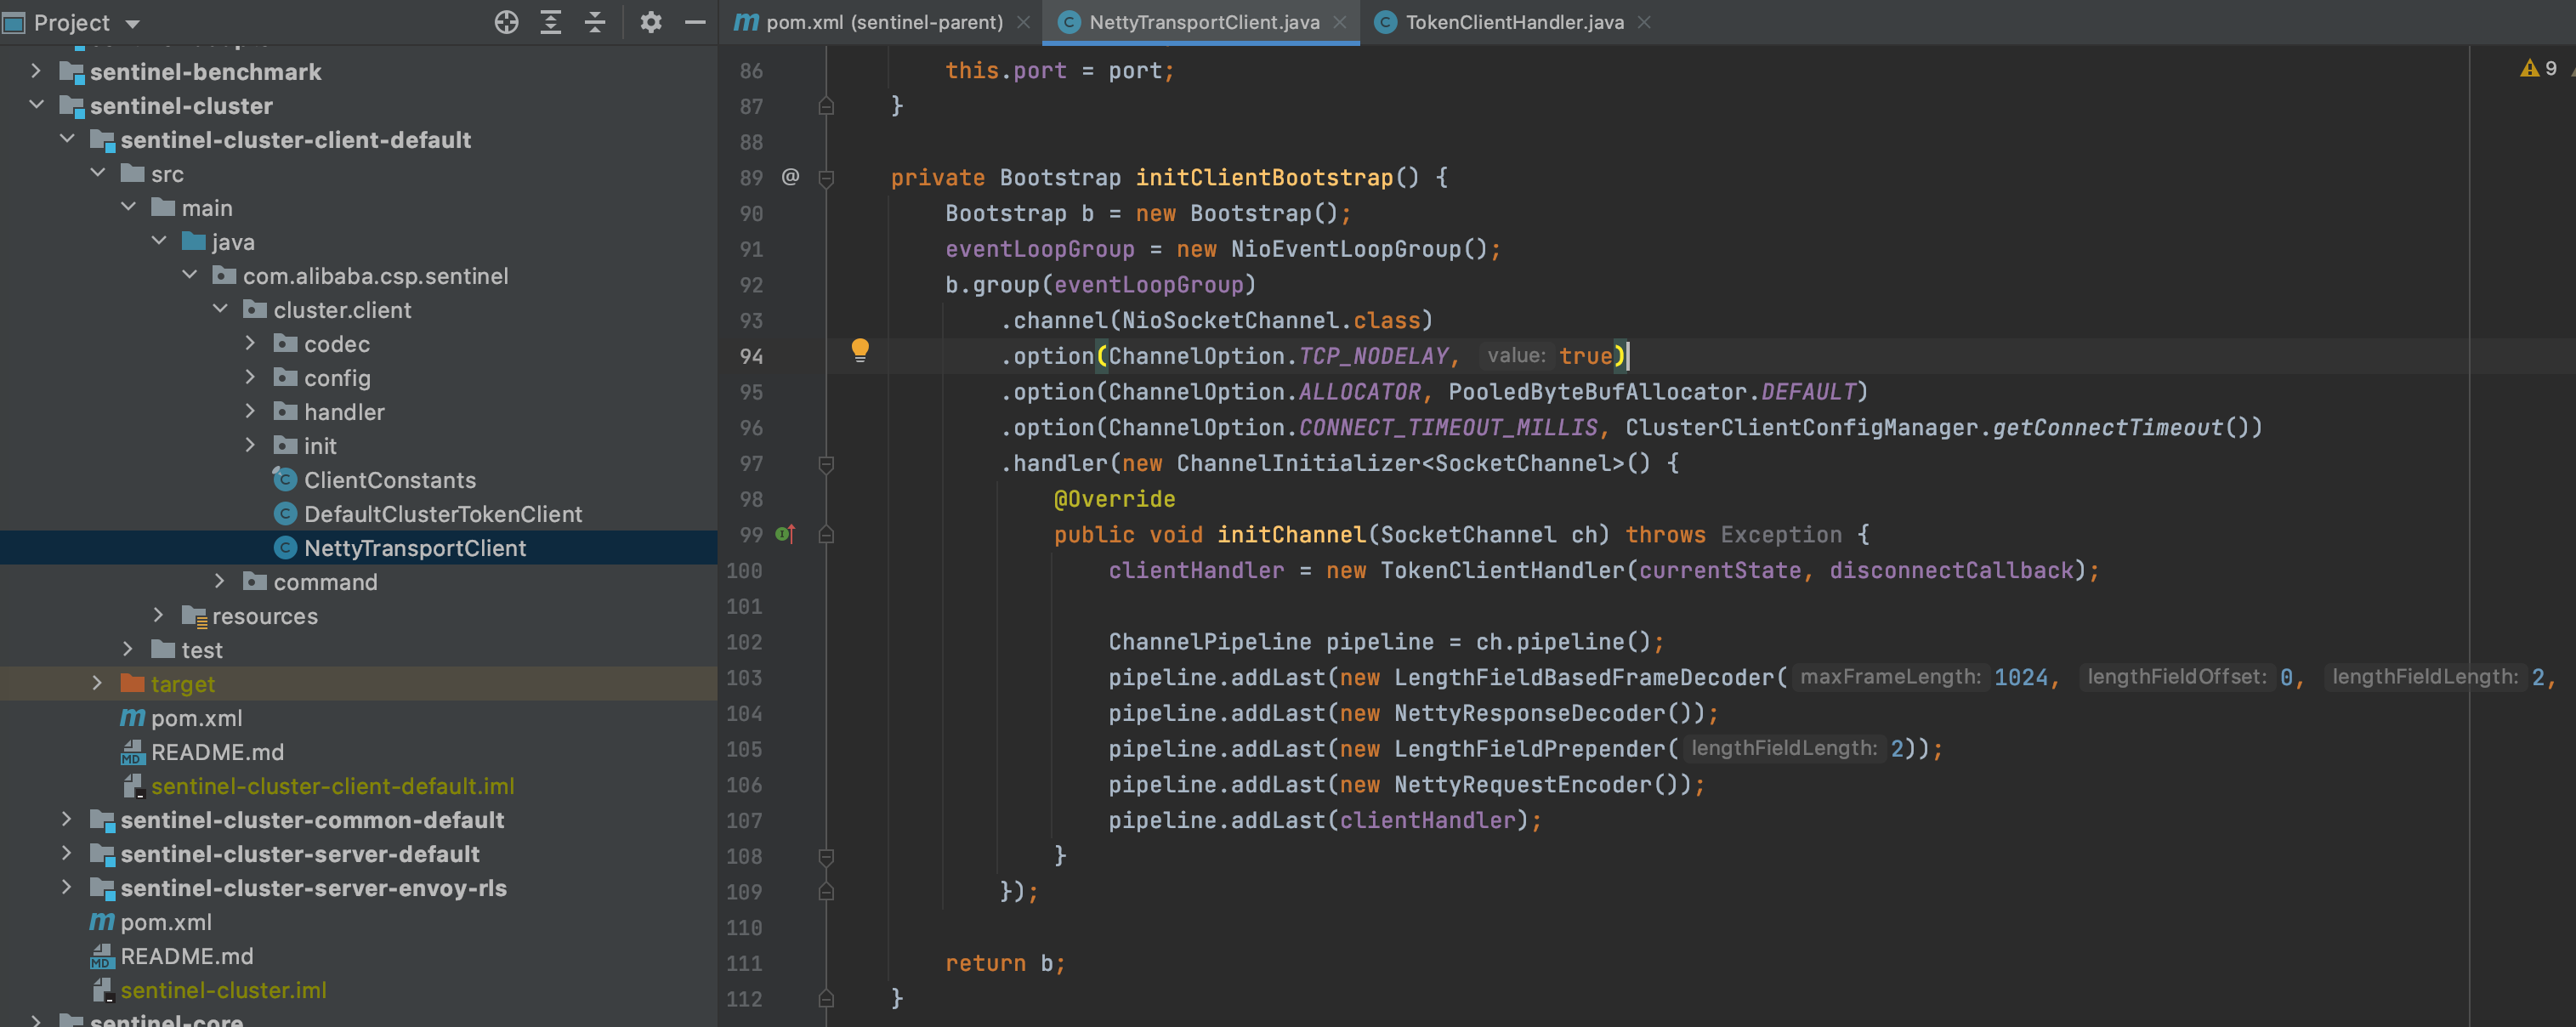 Project
pom.xml (sentinel-parent)
NettyTransportClient.java
TokenClientHandler.java
sentinel-benchmark
sentinel-cluster
sentinel-cluster-client-default
src
main
java
com.alibaba.csp.sentinel
cluster.client
codec
config
handler
init
ClientConstants
DefaultClusterTokenClient
NettyTransportClient
command
resources
test
target
pom.xml
README.md
sentinel-cluster-client-default.iml
sentinel-cluster-common-default
sentinel-cluster-server-default
sentinel-cluster-server-envoy-rls
pom.xml
README.md
sentinel-cluster.iml
sentinel-core
9
86 this.port = port;
87 }
88
89 @ private Bootstrap initClientBootstrap() {
90 Bootstrap b = new Bootstrap();
91 eventLoopGroup = new NioEventLoopGroup();
92 b.group(eventLoopGroup)
93 .channel(NioSocketChannel.class)
94 .option(ChannelOption.TCP_NODELAY, value: true)
95 .option(ChannelOption.ALLOCATOR, PooledByteBufAllocator.DEFAULT)
96 .option(ChannelOption.CONNECT_TIMEOUT_MILLIS, ClusterClientConfigManager.getConnectTimeout())
97 .handler(new ChannelInitializer<SocketChannel>() {
98 @Override
99 public void initChannel(SocketChannel ch) throws Exception {
100 clientHandler = new TokenClientHandler(currentState, disconnectCallback);
101
102 ChannelPipeline pipeline = ch.pipeline();
103 pipeline.addLast(new LengthFieldBasedFrameDecoder( maxFrameLength: 1024, lengthFieldOffset: 0, lengthFieldLength: 2,
104 pipeline.addLast(new NettyResponseDecoder());
105 pipeline.addLast(new LengthFieldPrepender( lengthFieldLength: 2));
106 pipeline.addLast(new NettyRequestEncoder());
107 pipeline.addLast(clientHandler);
108 }
109 });
110
111 return b;
112 }